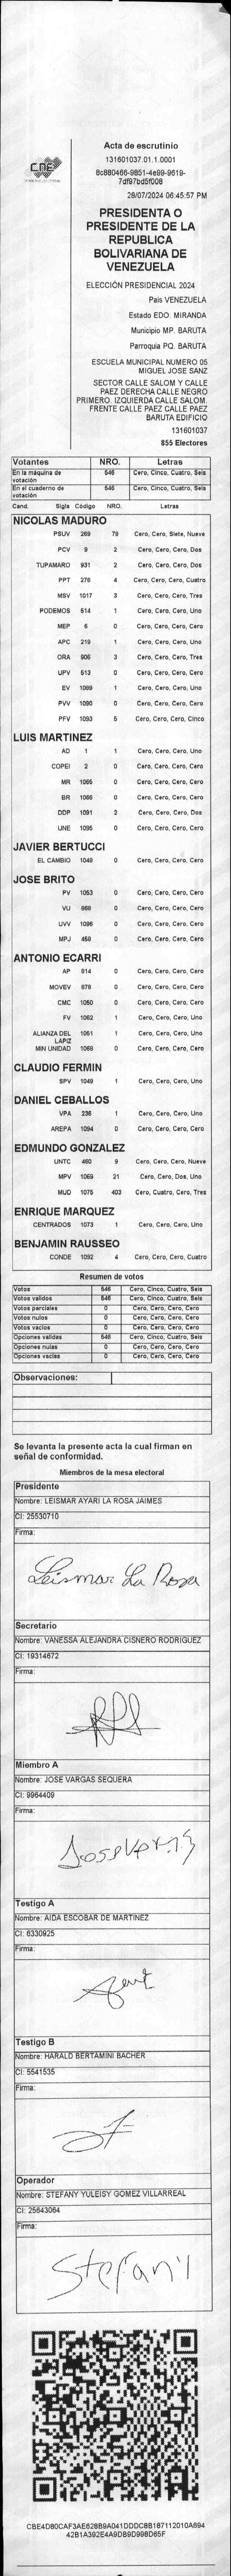 CNE
Acta de escrutinio
131601037.01.1.0001
8c880466-9851-4e99-9619-
7df97bd5f008
28/07/2024 06:45:57 PM
PRESIDENTA O
PRESIDENTE DE LA
REPUBLICA
BOLIVARIANA DE
VENEZUELA
ELECCIÓN PRESIDENCIAL 2024
Pais VENEZUELA
Estado EDO. MIRANDA
Municipio MP. BARUTA
Parroquia PQ. BARUTA
ESCUELA MUNICIPAL NUMERO 05
MIGUEL JOSE SANZ
SECTOR CALLE SALOM Y CALLE
PAEZ DERECHA CALLE NEGRO
PRIMERO. IZQUIERDA CALLE SALOM.
FRENTE CALLE PAEZ CALLE PAEZ
BARUTA EDIFICIO
131601037
855 Electores
Votantes NRO. Letras
En la máquina de votación 546 Cero, Cinco, Cuatro, Seis
En el cuaderno de votación 546 Cero, Cinco, Cuatro, Seis
Cand. Sigla Código NRO. Letras
NICOLAS MADURO
PSUV 269 79 Cero, Cero, Siete, Nueve
PCV 9 2 Cero, Cero, Cero, Dos
TUPAMARO 931 2 Cero, Cero, Cero, Dos
PPT 276 4 Cero, Cero, Cero, Cuatro
MSV 1017 3 Cero, Cero, Cero, Tres
PODEMOS 514 1 Cero, Cero, Cero, Uno
MEP 6 0 Cero, Cero, Cero, Cero
APC 219 1 Cero, Cero, Cero, Uno
ORA 906 3 Cero, Cero, Cero, Tres
UPV 513 0 Cero, Cero, Cero, Cero
EV 1089 1 Cero, Cero, Cero, Uno
PVV 1090 0 Cero, Cero, Cero, Cero
PFV 1093 5 Cero, Cero, Cero, Cinco
LUIS MARTINEZ
AD 1 1 Cero, Cero, Cero, Uno
COPEI 2 0 Cero, Cero, Cero, Cero
MR 1065 0 Cero, Cero, Cero, Cero
BR 1066 0 Cero, Cero, Cero, Cero
DDP 1091 2 Cero, Cero, Cero, Dos
UNE 1095 0 Cero, Cero, Cero, Cero
JAVIER BERTUCCI
EL CAMBIO 1048 0 Cero, Cero, Cero, Cero
JOSE BRITO
PV 1053 0 Cero, Cero, Cero, Cero
VU 868 0 Cero, Cero, Cero, Cero
UVV 1096 0 Cero, Cero, Cero, Cero
MPJ 458 0 Cero, Cero, Cero, Cero
ANTONIO ECARRI
AP 814 0 Cero, Cero, Cero, Cero
MOVEV 878 0 Cero, Cero, Cero, Cero
CMC 1050 0 Cero, Cero, Cero, Cero
FV 1062 1 Cero, Cero, Cero, Uno
ALIANZA DEL LAPIZ 1051 1 Cero, Cero, Cero, Uno
MIN UNIDAD 1068 0 Cero, Cero, Cero, Cero
CLAUDIO FERMIN
SPV 1049 1 Cero, Cero, Cero, Uno
DANIEL CEBALLOS
VPA 236 1 Cero, Cero, Cero, Uno
AREPA 1094 0 Cero, Cero, Cero, Cero
EDMUNDO GONZALEZ
UNTC 460 9 Cero, Cero, Cero, Nueve
MPV 1069 21 Cero, Cero, Dos, Uno
MUD 1075 403 Cero, Cuatro, Cero, Tres
ENRIQUE MARQUEZ
CENTRADOS 1073 1 Cero, Cero, Cero, Uno
BENJAMIN RAUSSEO
CONDE 1092 4 Cero, Cero, Cero, Cuatro
Resumen de votos
Votos 546 Cero, Cinco, Cuatro, Seis
Votos validos 546 Cero, Cinco, Cuatro, Seis
Votos parciales 0 Cero, Cero, Cero, Cero
Votos nulos 0 Cero, Cero, Cero, Cero
Votos vacios 0 Cero, Cero, Cero, Cero
Opciones validas 546 Cero, Cinco, Cuatro, Seis
Opciones nulas 0 Cero, Cero, Cero, Cero
Opciones vacias 0 Cero, Cero, Cero, Cero
Observaciones:
Se levanta la presente acta la cual firman en
señal de conformidad.
Miembros de la mesa electoral
Presidente
Nombre: LEISMAR AYARI LA ROSA JAIMES
CI: 25530710
Firma:
Leismar La Rosa
Secretario
Nombre: VANESSA ALEJANDRA CISNERO RODRIGUEZ
CI: 19314672
Firma:
Miembro A
Nombre: JOSE VARGAS SEQUERA
CI: 9964409
Firma:
Testigo A
Nombre: AIDA ESCOBAR DE MARTINEZ
CI: 6330925
Firma:
Testigo B
Nombre: HARALD BERTAMINI BACHER
CI: 5541535
Firma:
Operador
Nombre: STEFANY YULEISY GOMEZ VILLARREAL
CI: 25643064
Firma:
Stefany
CBE4D80CAF3AE628B9A041DDDC8B187112010A694
42B1A392E4A9DB9D998D65F